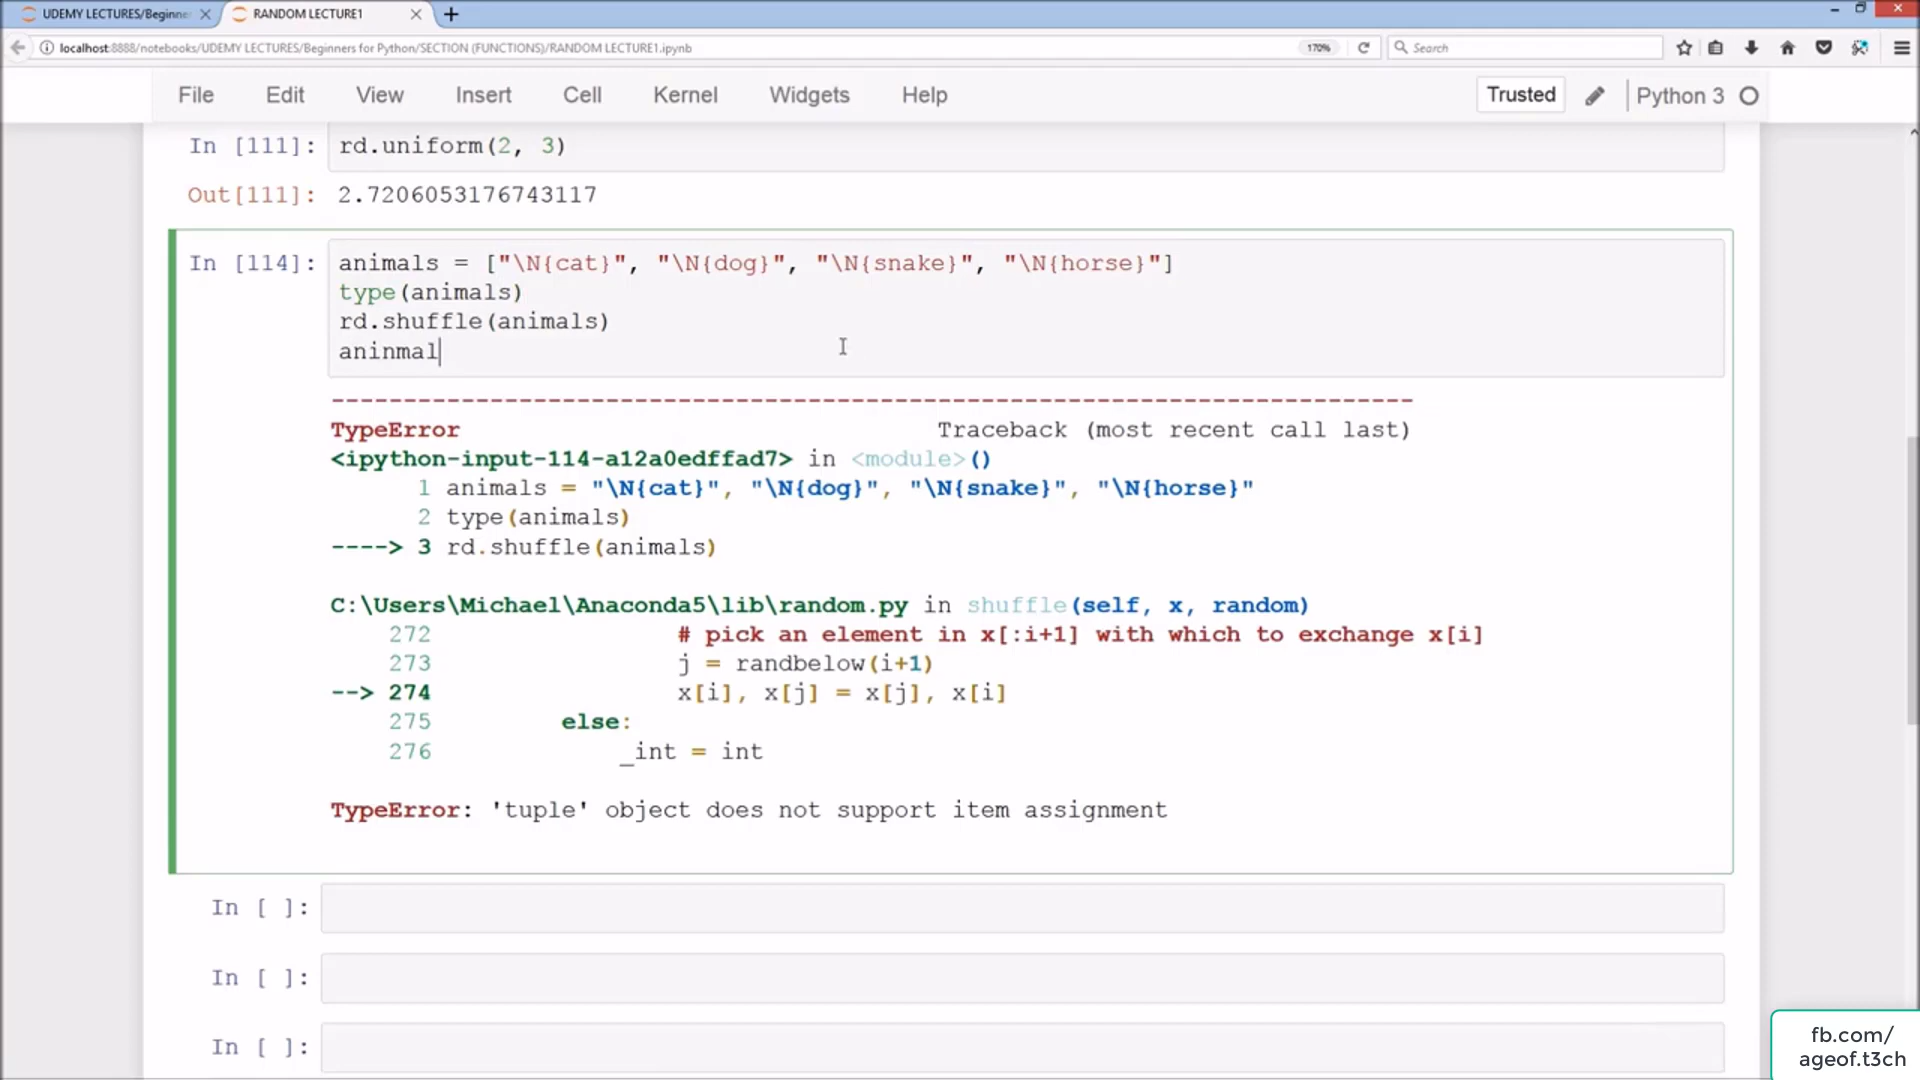 UDEMY LECTURES/Beginne
RANDOM LECTURE1
localhost:8888/notebooks/UDEMY LECTURES/Beginners for Python/SECTION (FUNCTIONS)/RANDOM LECTURE1.ipynb
170%
Search
File Edit View Insert Cell Kernel Widgets Help
Trusted
Python 3
In [111]: rd.uniform(2, 3)
Out[111]: 2.7206053176743117
In [114]: animals = ["\N{cat}", "\N{dog}", "\N{snake}", "\N{horse}"]
type(animals)
rd.shuffle(animals)
aninmal
---------------------------------------------------------------------------
TypeError Traceback (most recent call last)
<ipython-input-114-a12a0edffad7> in <module>()
1 animals = "\N{cat}", "\N{dog}", "\N{snake}", "\N{horse}"
2 type(animals)
----> 3 rd.shuffle(animals)
C:\Users\Michael\Anaconda5\lib\random.py in shuffle(self, x, random)
272 # pick an element in x[:i+1] with which to exchange x[i]
273 j = randbelow(i+1)
--> 274 x[i], x[j] = x[j], x[i]
275 else:
276 _int = int
TypeError: 'tuple' object does not support item assignment
In [ ]:
In [ ]:
In [ ]:
fb.com/
ageof.t3ch